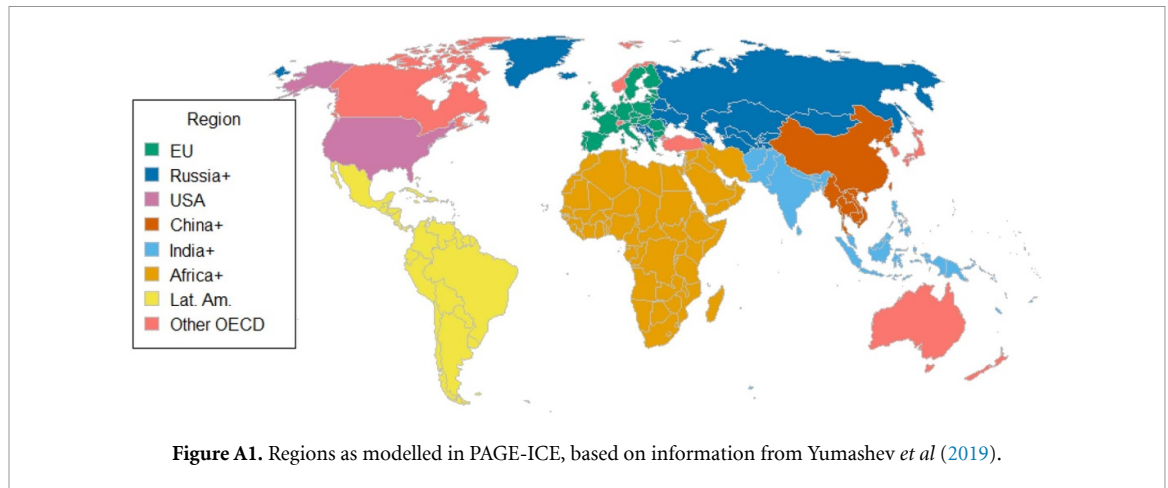 Region
EU
Russia+
USA
China+
India+
Africa+
Lat. Am.
Other OECD
Figure A1. Regions as modelled in PAGE-ICE, based on information from Yumashev et al (2019).